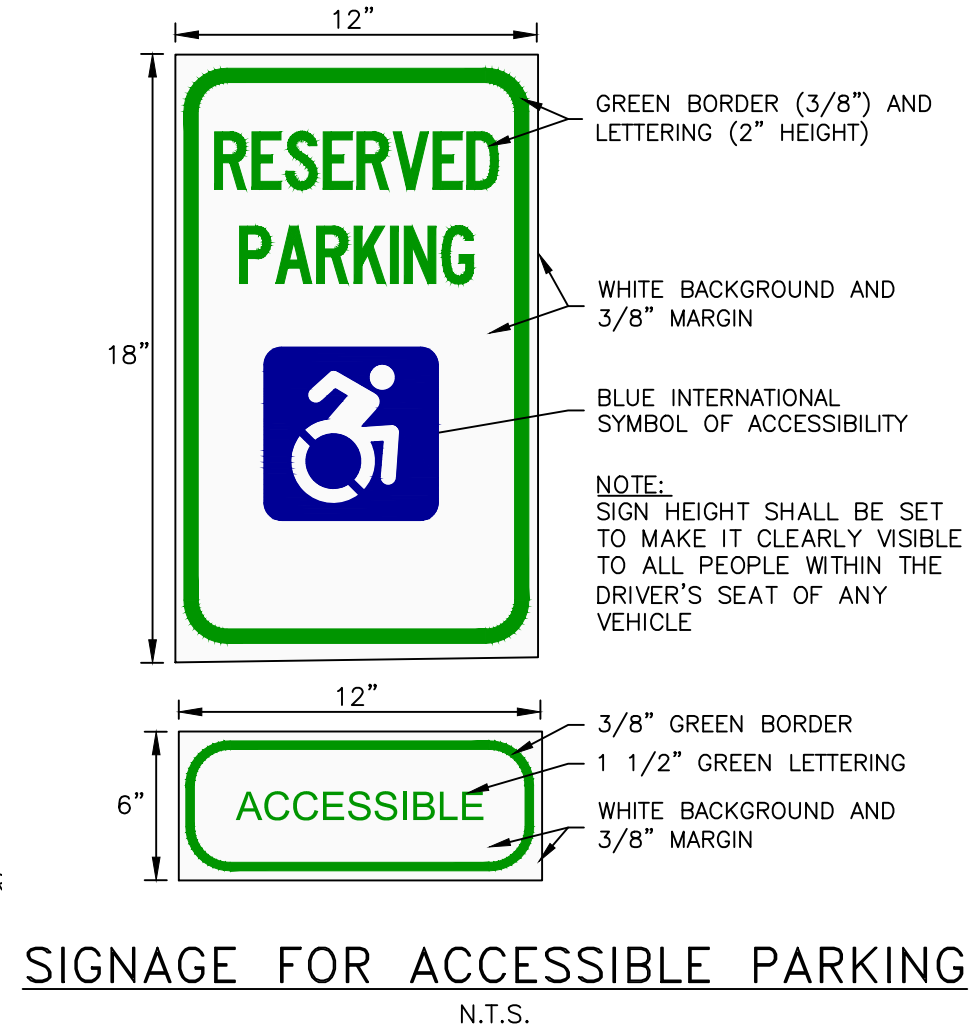 12”
GREEN BORDER (3/8”) AND
LETTERING (2” HEIGHT)
RESERVED
PARKING
WHITE BACKGROUND AND
3/8” MARGIN
18”
BLUE INTERNATIONAL
SYMBOL OF ACCESSIBILITY
NOTE:
SIGN HEIGHT SHALL BE SET
TO MAKE IT CLEARLY VISIBLE
TO ALL PEOPLE WITHIN THE
DRIVER’S SEAT OF ANY
VEHICLE
12”
3/8” GREEN BORDER
1 1/2” GREEN LETTERING
6”
ACCESSIBLE
WHITE BACKGROUND AND
3/8” MARGIN
SIGNAGE FOR ACCESSIBLE PARKING
N.T.S.